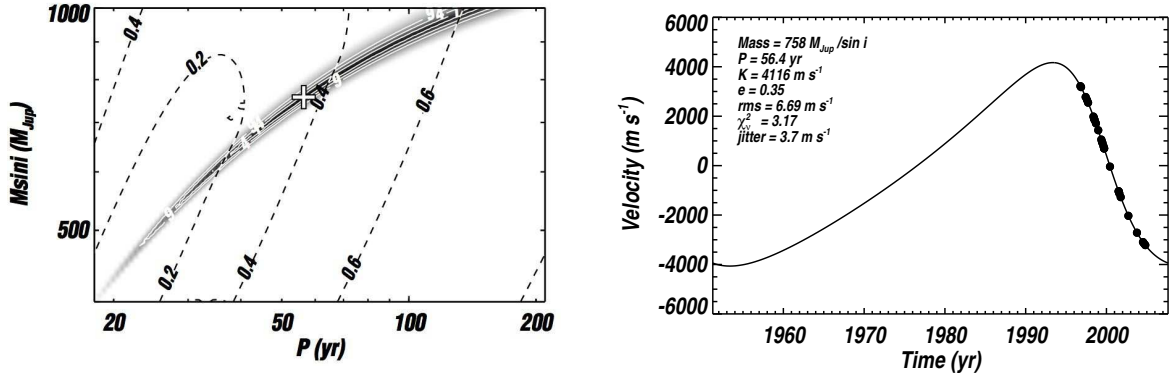 1000
500
Msini (M_Jup)
20
50
100
200
P (yr)
0.4
0.2
0.4
0.6
0.2
0.4
0.6
6000
4000
2000
0
-2000
-4000
-6000
Velocity (m s⁻¹)
Mass = 758 M_Jup /sin i
P = 56.4 yr
K = 4116 m s⁻¹
e = 0.35
rms = 6.69 m s⁻¹
= 3.17
jitter = 3.7 m s⁻¹
1960
1970
1980
1990
2000
Time (yr)